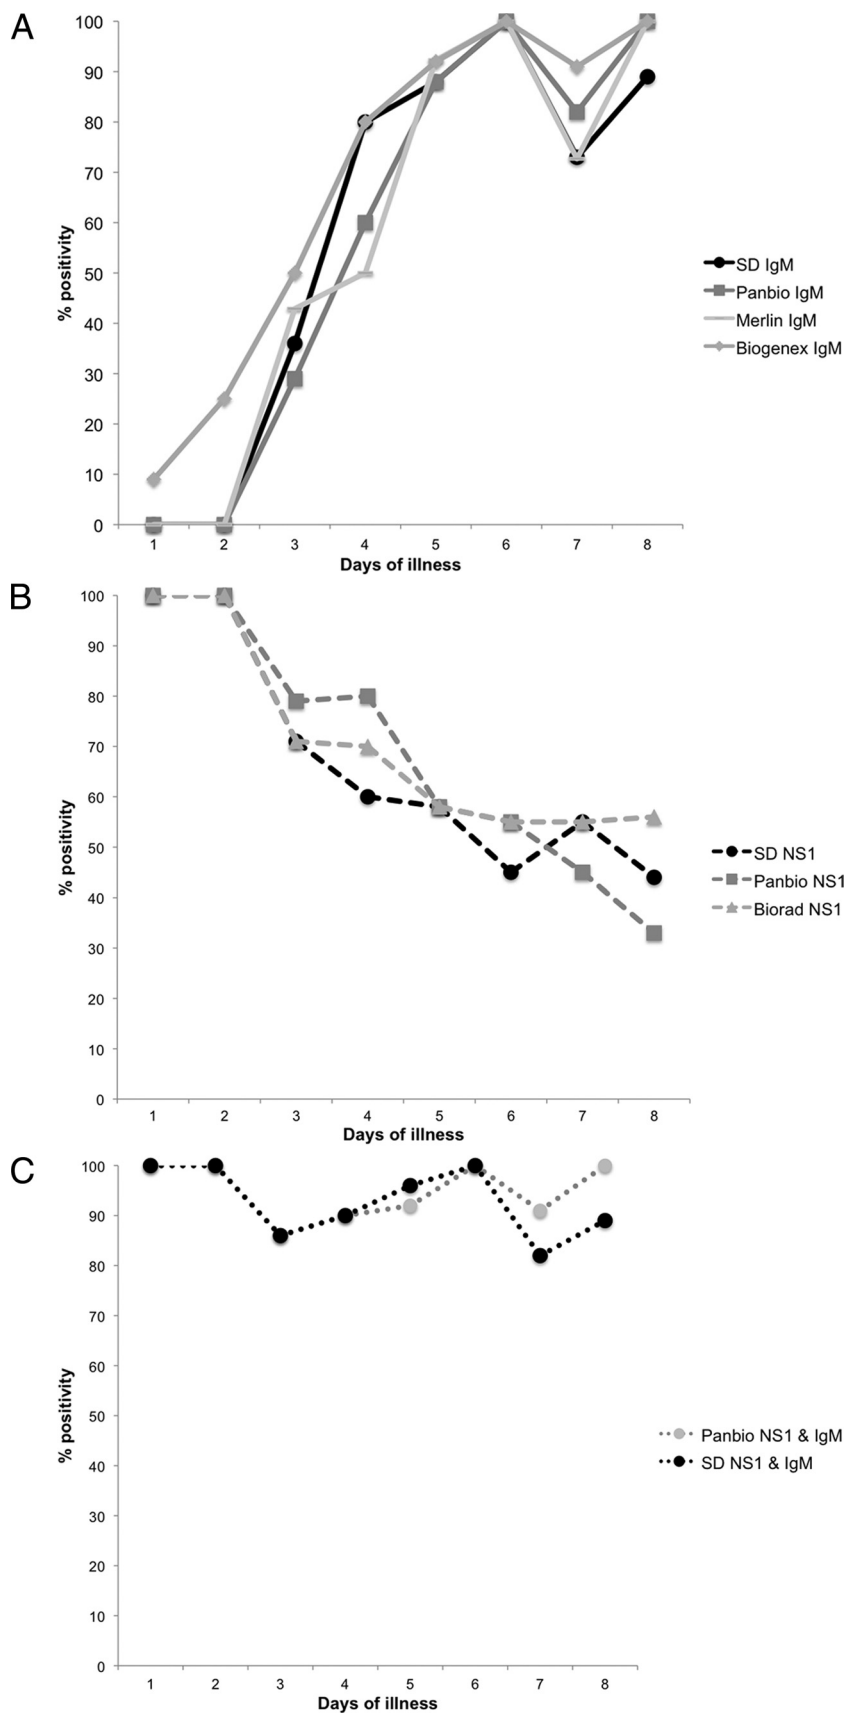 A
100
90
80
70
60
50
40
30
20
10
0
% positivity
1 2 3 4 5 6 7 8
Days of illness
SD IgM
Panbio IgM
Merlin IgM
Biogenex IgM
B
100
90
80
70
60
50
40
30
20
10
0
% positivity
1 2 3 4 5 6 7 8
Days of illness
SD NS1
Panbio NS1
Biorad NS1
C
100
90
80
70
60
50
40
30
20
10
0
% positivity
1 2 3 4 5 6 7 8
Days of illness
Panbio NS1 & IgM
SD NS1 & IgM